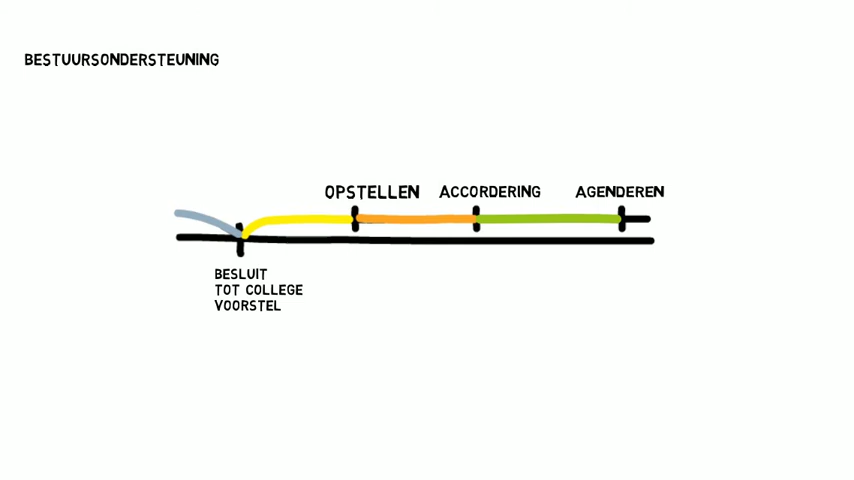 BESTUURSONDERSTEUNING
OPSTELLEN
ACCORDERING
AGENDEREN
BESLUIT
TOT COLLEGE
VOORSTEL